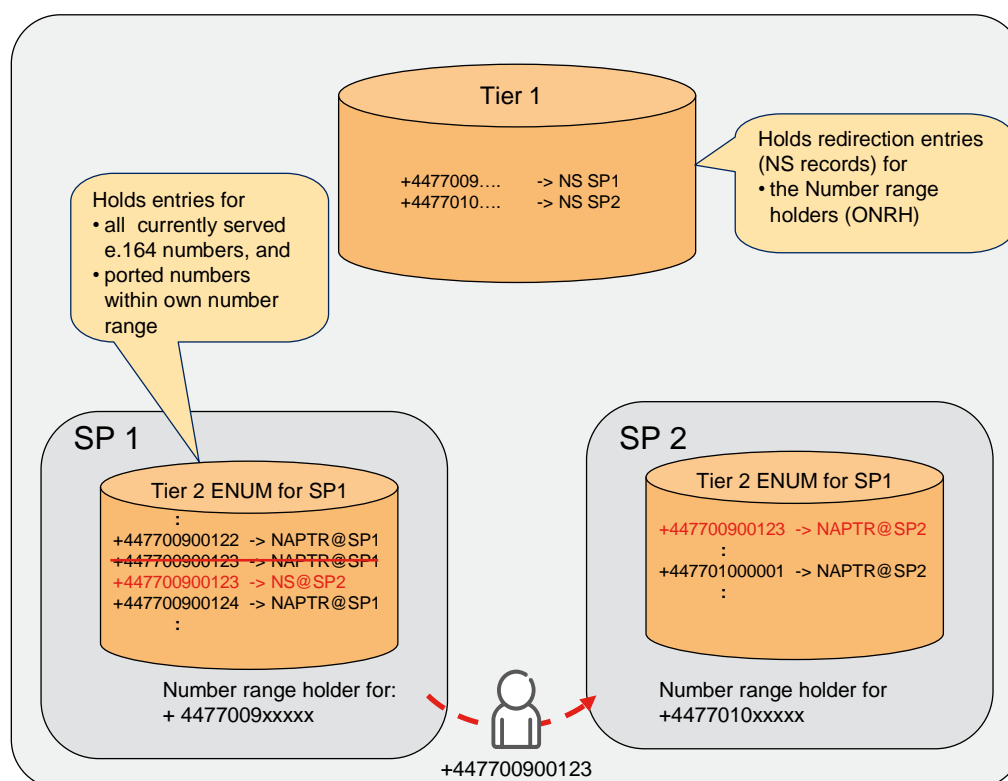 Tier 1
+4477009…. -> NS SP1
+4477010…. -> NS SP2
Holds redirection entries
(NS records) for
• the Number range
holders (ONRH)
Holds entries for
• all currently served
e.164 numbers, and
• ported numbers
within own number
range
SP 1
Tier 2 ENUM for SP1
:
+447700900122 -> NAPTR@SP1
+447700900123 -> NAPTR@SP1
+447700900123 -> NS@SP2
+447700900124 -> NAPTR@SP1
:
Number range holder for:
+ 4477009xxxxx
SP 2
Tier 2 ENUM for SP1
+447700900123 -> NAPTR@SP2
:
+447701000001 -> NAPTR@SP2
:
Number range holder for
+4477010xxxxx
+447700900123